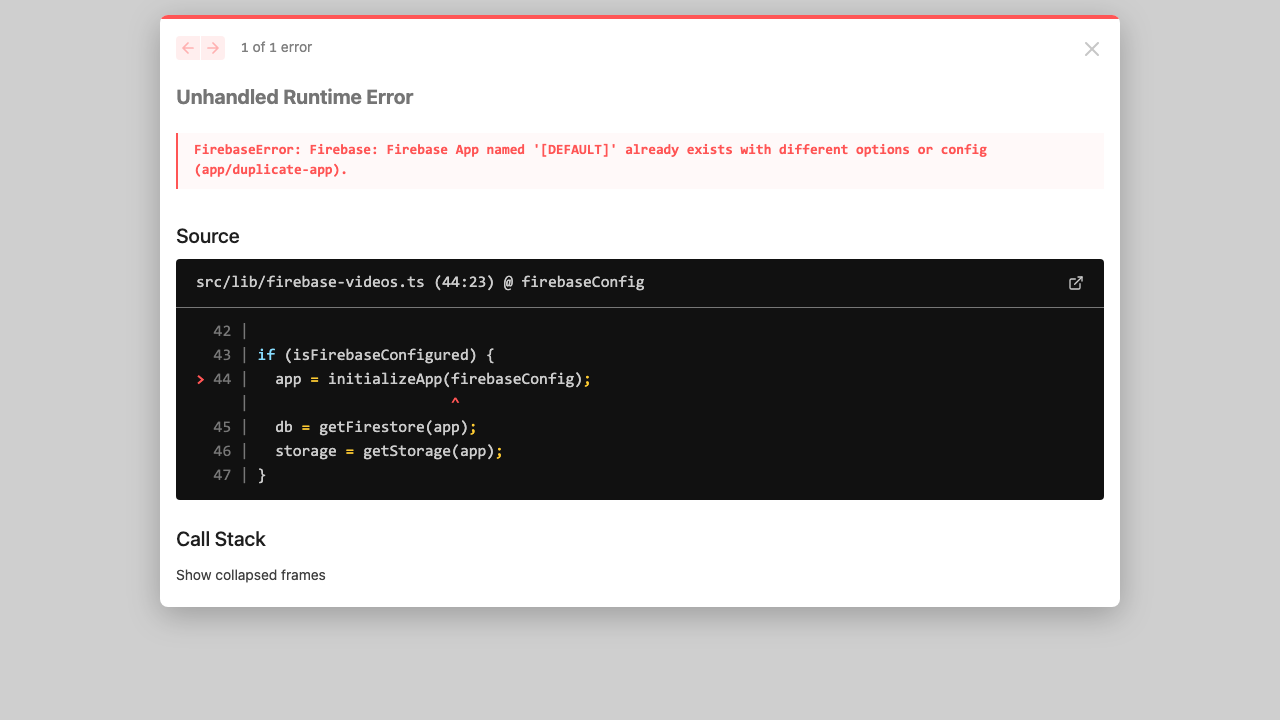 1 of 1 error
Unhandled Runtime Error
FirebaseError: Firebase: Firebase App named '[DEFAULT]' already exists with different options or config
(app/duplicate-app).
Source
src/lib/firebase-videos.ts (44:23) @ firebaseConfig
42 |
43 | if (isFirebaseConfigured) {
> 44 |   app = initializeApp(firebaseConfig);
|                       ^
45 |   db = getFirestore(app);
46 |   storage = getStorage(app);
47 | }
Call Stack
Show collapsed frames